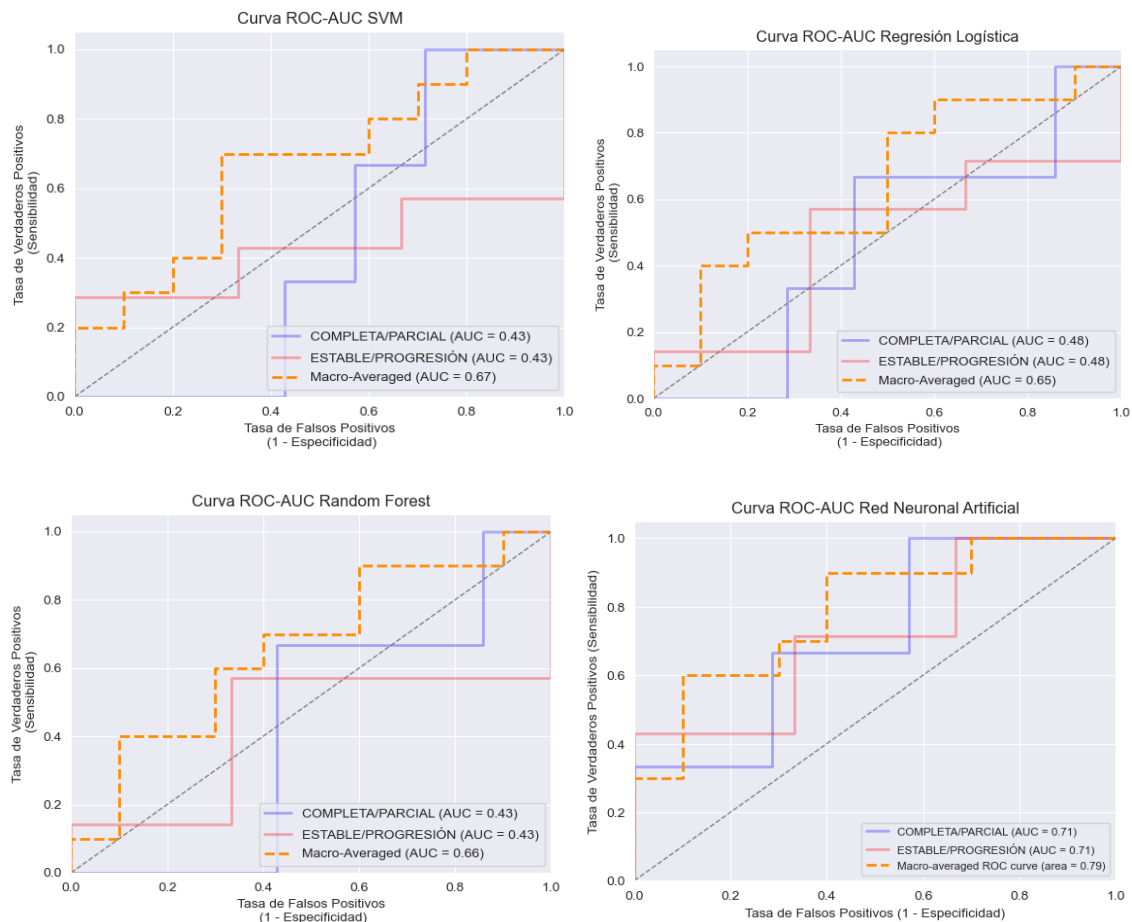 Curva ROC-AUC SVM
1.0
0.8
0.6
0.4
0.2
0.0
Tasa de Verdaderos Positivos
(Sensibilidad)
COMPLETA/PARCIAL (AUC = 0.43)
ESTABLE/PROGRESIÓN (AUC = 0.43)
Macro-Averaged (AUC = 0.67)
0.0 0.2 0.4 0.6 0.8 1.0
Tasa de Falsos Positivos
(1 - Especificidad)
Curva ROC-AUC Regresión Logística
1.0
0.8
0.6
0.4
0.2
0.0
Tasa de Verdaderos Positivos
(Sensibilidad)
COMPLETA/PARCIAL (AUC = 0.48)
ESTABLE/PROGRESIÓN (AUC = 0.48)
Macro-Averaged (AUC = 0.65)
0.0 0.2 0.4 0.6 0.8 1.0
Tasa de Falsos Positivos
(1 - Especificidad)
Curva ROC-AUC Random Forest
1.0
0.8
0.6
0.4
0.2
0.0
Tasa de Verdaderos Positivos
(Sensibilidad)
COMPLETA/PARCIAL (AUC = 0.43)
ESTABLE/PROGRESIÓN (AUC = 0.43)
Macro-Averaged (AUC = 0.66)
0.0 0.2 0.4 0.6 0.8 1.0
Tasa de Falsos Positivos
(1 - Especificidad)
Curva ROC-AUC Red Neuronal Artificial
1.0
0.8
0.6
0.4
0.2
0.0
Tasa de Verdaderos Positivos (Sensibilidad)
COMPLETA/PARCIAL (AUC = 0.71)
ESTABLE/PROGRESIÓN (AUC = 0.71)
Macro-averaged ROC curve (area = 0.79)
0.2 0.4 0.6 0.8 1.0
Tasa de Falsos Positivos (1 - Especificidad)